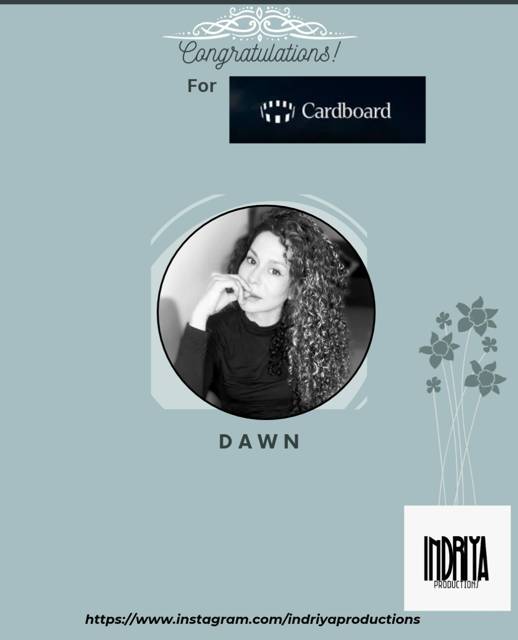 Congratulations!
For
Cardboard
DAWN
INDRIYA
PRODUCTIONS
https://www.instagram.com/indriyaproductions